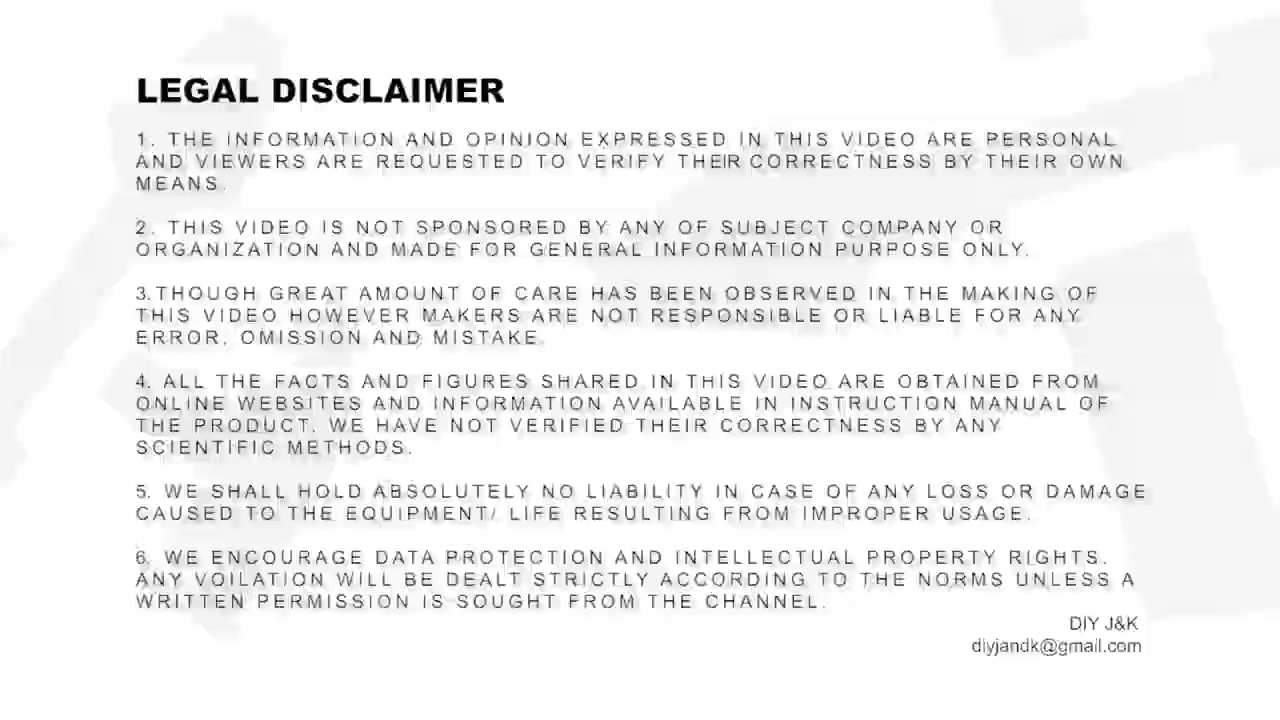 LEGAL DISCLAIMER
1. THE INFORMATION AND OPINION EXPRESSED IN THIS VIDEO ARE PERSONAL
AND VIEWERS ARE REQUESTED TO VERIFY THEIR CORRECTNESS BY THEIR OWN
MEANS.
2. THIS VIDEO IS NOT SPONSORED BY ANY OF SUBJECT COMPANY OR
ORGANIZATION AND MADE FOR GENERAL INFORMATION PURPOSE ONLY.
3.THOUGH GREAT AMOUNT OF CARE HAS BEEN OBSERVED IN THE MAKING OF
THIS VIDEO HOWEVER MAKERS ARE NOT RESPONSIBLE OR LIABLE FOR ANY
ERROR, OMISSION AND MISTAKE.
4. ALL THE FACTS AND FIGURES SHARED IN THIS VIDEO ARE OBTAINED FROM
ONLINE WEBSITES AND INFORMATION AVAILABLE IN INSTRUCTION MANUAL OF
THE PRODUCT. WE HAVE NOT VERIFIED THEIR CORRECTNESS BY ANY
SCIENTIFIC METHODS.
5. WE SHALL HOLD ABSOLUTELY NO LIABILITY IN CASE OF ANY LOSS OR DAMAGE
CAUSED TO THE EQUIPMENT/ LIFE RESULTING FROM IMPROPER USAGE.
6. WE ENCOURAGE DATA PROTECTION AND INTELLECTUAL PROPERTY RIGHTS.
ANY VOILATION WILL BE DEALT STRICTLY ACCORDING TO THE NORMS UNLESS A
WRITTEN PERMISSION IS SOUGHT FROM THE CHANNEL.
DIY J&K
diyjandk@gmail.com